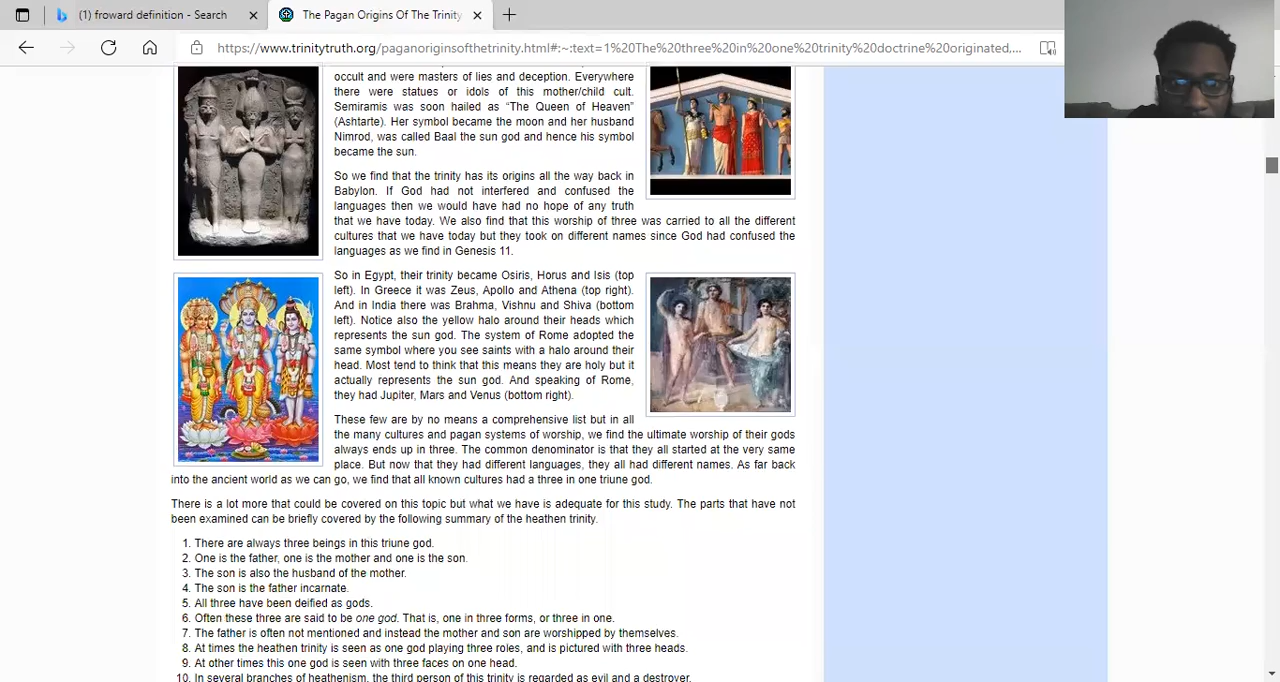 (1) froward definition - Search
The Pagan Origins Of The Trinity
https://www.trinitytruth.org/paganoriginsofthetrinity.html#:~:text=1%20The%20three%20in%20one%20trinity%20doctrine%20originated,...
occult and were masters of lies and deception. Everywhere
there were statues or idols of this mother/child cult.
Semiramis was soon hailed as “The Queen of Heaven”
(Ashtarte). Her symbol became the moon and her husband
Nimrod, was called Baal the sun god and hence his symbol
became the sun.
So we find that the trinity has its origins all the way back in
Babylon. If God had not interfered and confused the
languages then we would have had no hope of any truth
that we have today. We also find that this worship of three was carried to all the different
cultures that we have today but they took on different names since God had confused the
languages as we find in Genesis 11.
So in Egypt, their trinity became Osiris, Horus and Isis (top
left). In Greece it was Zeus, Apollo and Athena (top right).
And in India there was Brahma, Vishnu and Shiva (bottom
left). Notice also the yellow halo around their heads which
represents the sun god. The system of Rome adopted the
same symbol where you see saints with a halo around their
head. Most tend to think that this means they are holy but it
actually represents the sun god. And speaking of Rome,
they had Jupiter, Mars and Venus (bottom right).
These few are by no means a comprehensive list but in all
the many cultures and pagan systems of worship, we find the ultimate worship of their gods
always ends up in three. The common denominator is that they all started at the very same
place. But now that they had different languages, they all had different names. As far back
into the ancient world as we can go, we find that all known cultures had a three in one triune god.
There is a lot more that could be covered on this topic but what we have is adequate for this study. The parts that have not
been examined can be briefly covered by the following summary of the heathen trinity.
1. There are always three beings in this triune god.
2. One is the father, one is the mother and one is the son.
3. The son is also the husband of the mother.
4. The son is the father incarnate.
5. All three have been deified as gods.
6. Often these three are said to be one god. That is, one in three forms, or three in one.
7. The father is often not mentioned and instead the mother and son are worshipped by themselves.
8. At times the heathen trinity is seen as one god playing three roles, and is pictured with three heads.
9. At other times this one god is seen with three faces on one head.
10. In several branches of heathenism, the third person of this trinity is regarded as evil and a destroyer.